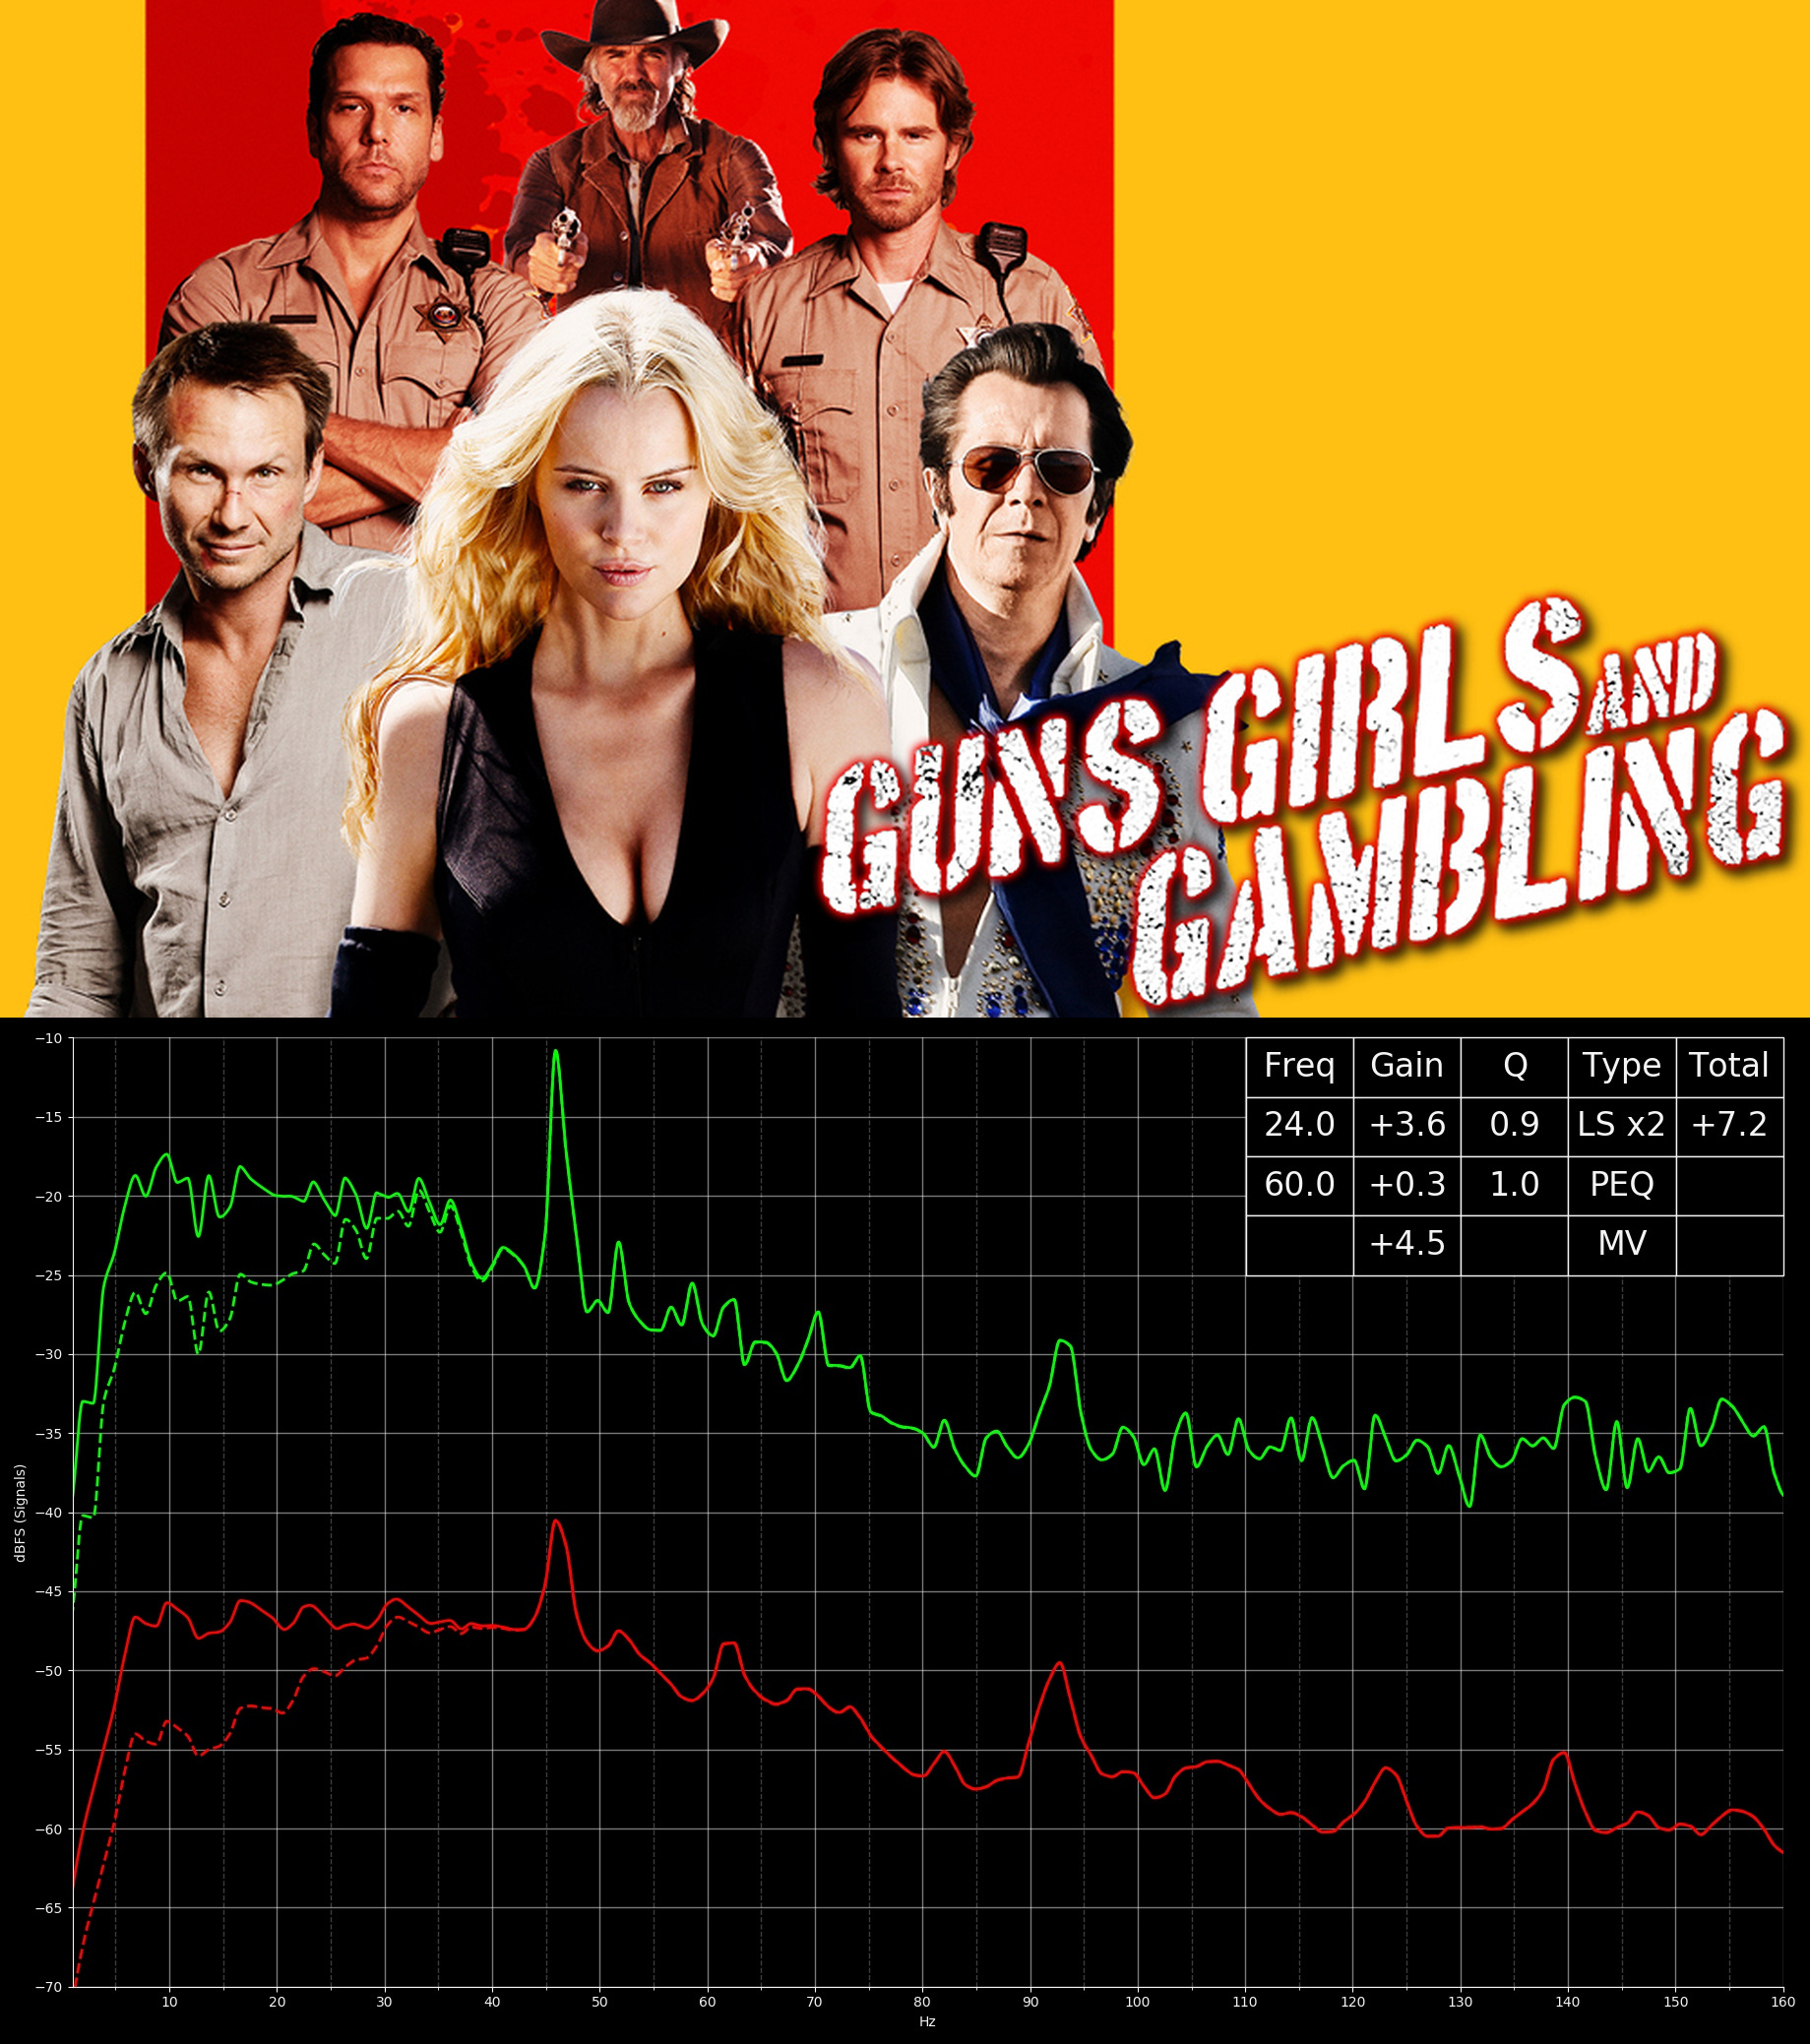 GUNS GIRLS AND
GAMBLING
Freq Gain Q Type Total
24.0 +3.6 0.9 LS x2 +7.2
60.0 +0.3 1.0 PEQ
+4.5 MV
−10
−15
−20
−25
−30
−35
−40
−45
−50
−55
−60
−65
−70
dBFS (Signals)
10 20 30 40 50 60 70 80 90 100 110 120 130 140 150 160
Hz